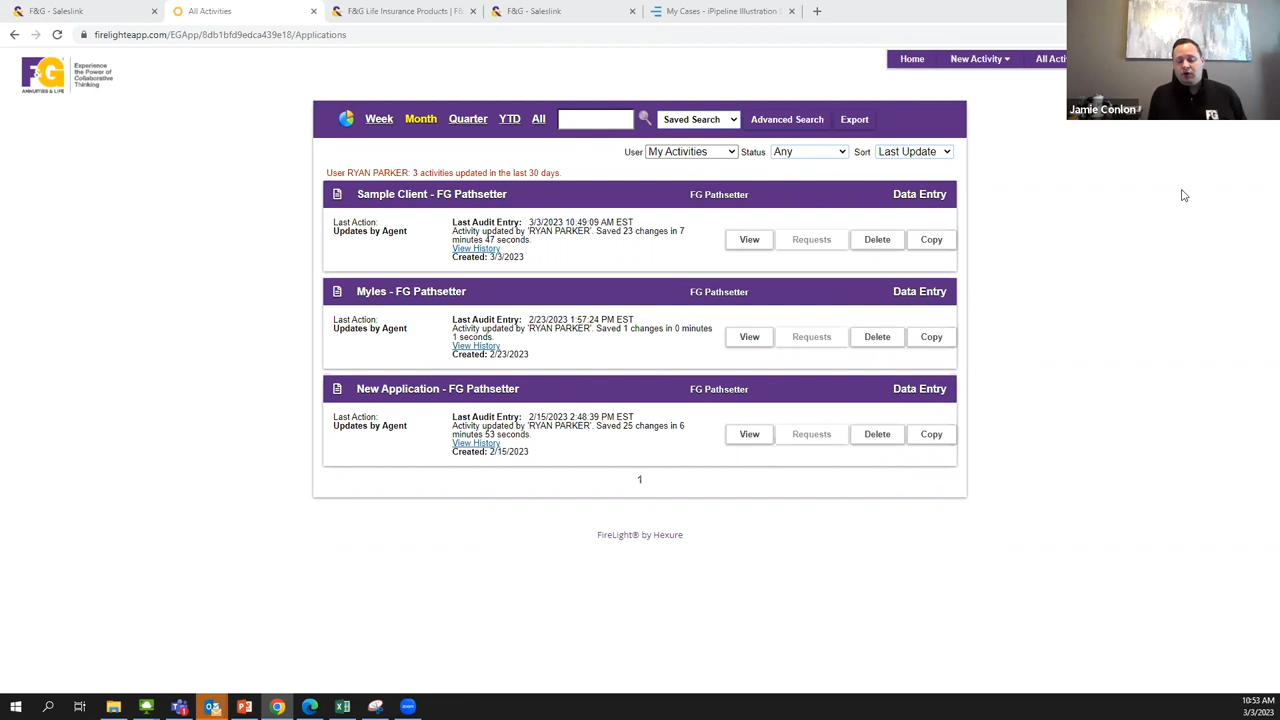 F&G - Saleslink
All Activities
F&G Life Insurance Products | F&
F&G - Saleslink
My Cases - iPipeline Illustration
firelighteapp.com/EGApp/8db1bfd9edca439e18/Applications
F&G
ANNUITIES & LIFE
Experience
the Power of
Collaborative
Thinking
Home
New Activity
All Acti
Jamie Conlon
Week
Month
Quarter
YTD
All
Saved Search
Advanced Search
Export
User
My Activities
Status
Any
Sort
Last Update
User RYAN PARKER: 3 activities updated in the last 30 days.
Sample Client - FG Pathsetter
FG Pathsetter
Data Entry
Last Action:
Updates by Agent
Last Audit Entry: 3/3/2023 10:49:09 AM EST
Activity updated by 'RYAN PARKER'. Saved 23 changes in 7
minutes 47 seconds.
View History
Created: 3/3/2023
View
Requests
Delete
Copy
Myles - FG Pathsetter
FG Pathsetter
Data Entry
Last Action:
Updates by Agent
Last Audit Entry: 2/23/2023 1:57:24 PM EST
Activity updated by 'RYAN PARKER'. Saved 1 changes in 0 minutes
1 seconds.
View History
Created: 2/23/2023
View
Requests
Delete
Copy
New Application - FG Pathsetter
FG Pathsetter
Data Entry
Last Action:
Updates by Agent
Last Audit Entry: 2/15/2023 2:48:39 PM EST
Activity updated by 'RYAN PARKER'. Saved 25 changes in 6
minutes 53 seconds.
View History
Created: 2/15/2023
View
Requests
Delete
Copy
1
FireLight® by Hexure
10:53 AM
3/3/2023